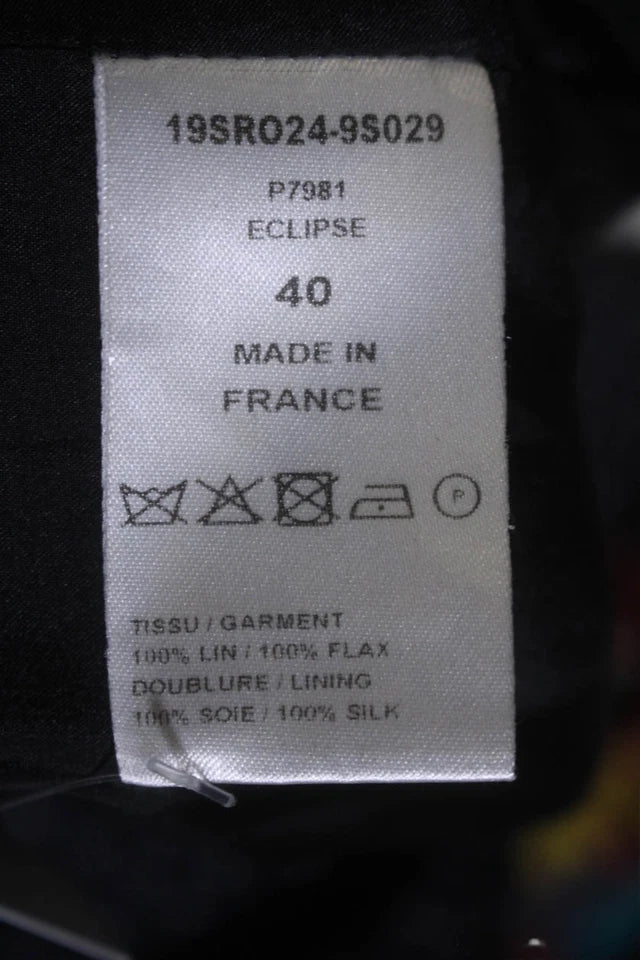 19SRO24-9S029
P7981
ECLIPSE
40
MADE IN
FRANCE
P
TISSU / GARMENT
100% LIN / 100% FLAX
DOUBLURE / LINING
100% SOIE / 100% SILK